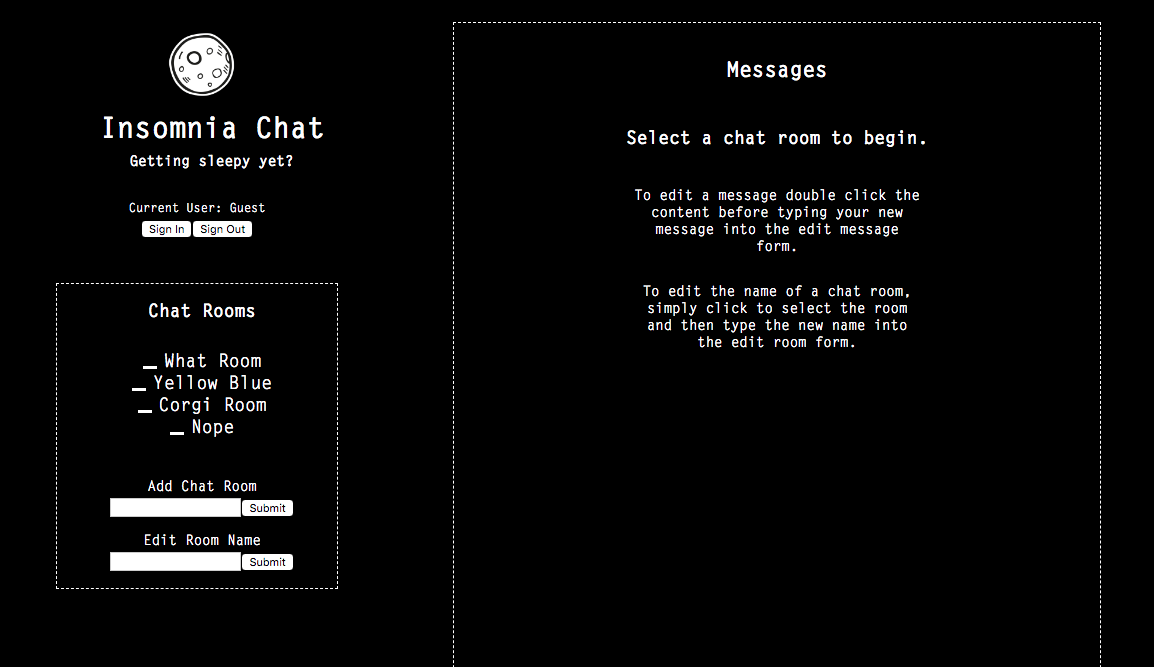 Insomnia Chat
Getting sleepy yet?
Current User: Guest
Sign In Sign Out
Chat Rooms
What Room
Yellow Blue
Corgi Room
Nope
Add Chat Room
Submit
Edit Room Name
Submit
Messages
Select a chat room to begin.
To edit a message double click the
content before typing your new
message into the edit message
form.
To edit the name of a chat room,
simply click to select the room
and then type the new name into
the edit room form.